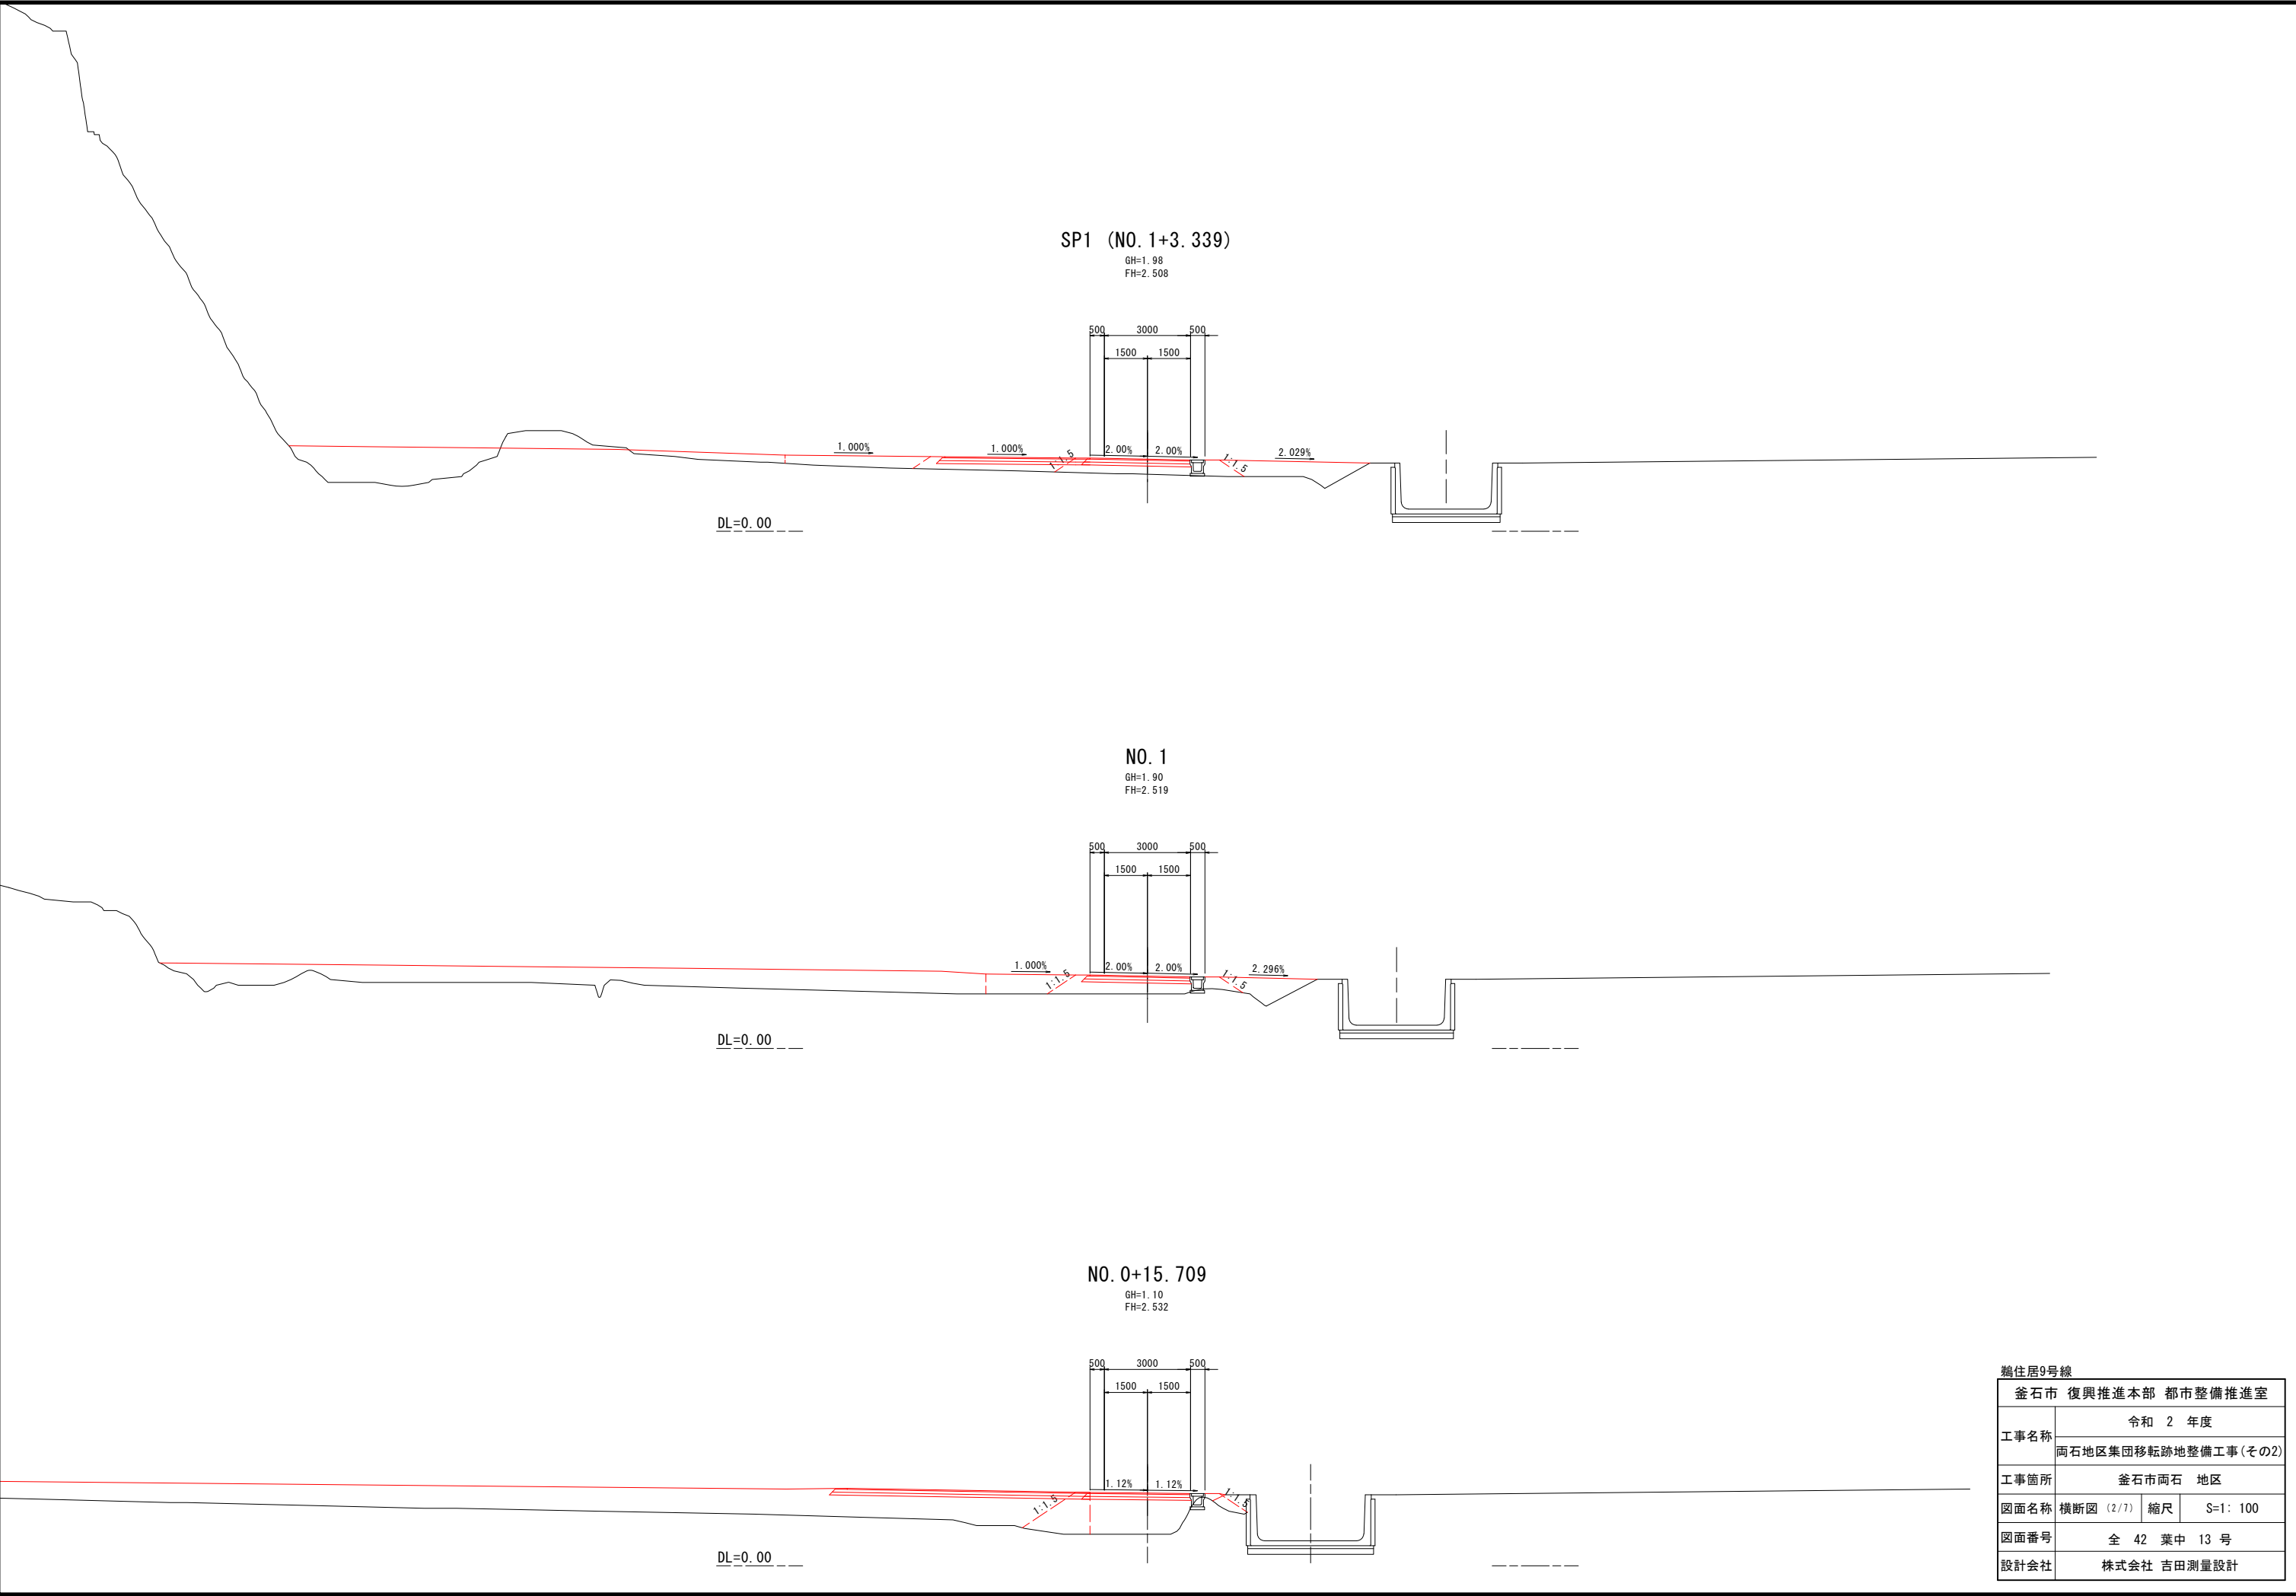 SP1 (NO.1+3.339)
GH=1.98
FH=2.508
500 3000 500
1500 1500
1.000% 1.000% 1:1.5 2.00% 2.00% 1:1.5 2.029%
DL=0.00
NO.1
GH=1.90
FH=2.519
500 3000 500
1500 1500
1.000% 1:1.5 2.00% 2.00% 1:1.5 2.296%
DL=0.00
NO.0+15.709
GH=1.10
FH=2.532
500 3000 500
1500 1500
1:1.5 1.12% 1.12% 1:1.5
DL=0.00
鵜住居9号線
釜石市 復興推進本部 都市整備推進室
工事名称 令和 2 年度
両石地区集団移転跡地整備工事(その2)
工事箇所 釜石市両石 地区
図面名称 横断図 (2/7) 縮尺 S=1:100
図面番号 全 42 葉中 13 号
設計会社 株式会社 吉田測量設計